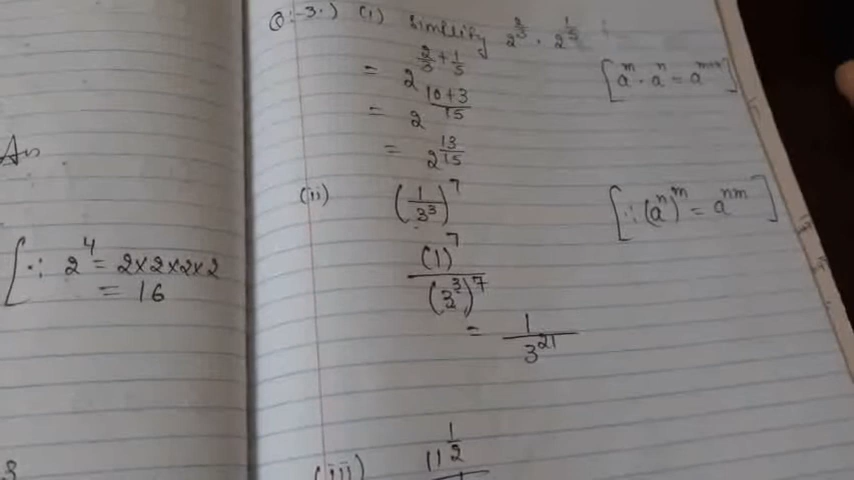 Ans
[∵ 2^4 = 2×2×2×2
= 16
Q:-3.) (i) Simplify 2^(2/3) . 2^(1/5)
= 2^(2/3 + 1/5) [a^m . a^n = a^(m+n)]
= 2^((10+3)/15)
= 2^(13/15)
(ii) (1/3^3)^7 [∵ (a^n)^m = a^(nm)]
(1)^7/(3^3)^7
= 1/3^21
(iii) 11^(1/2)